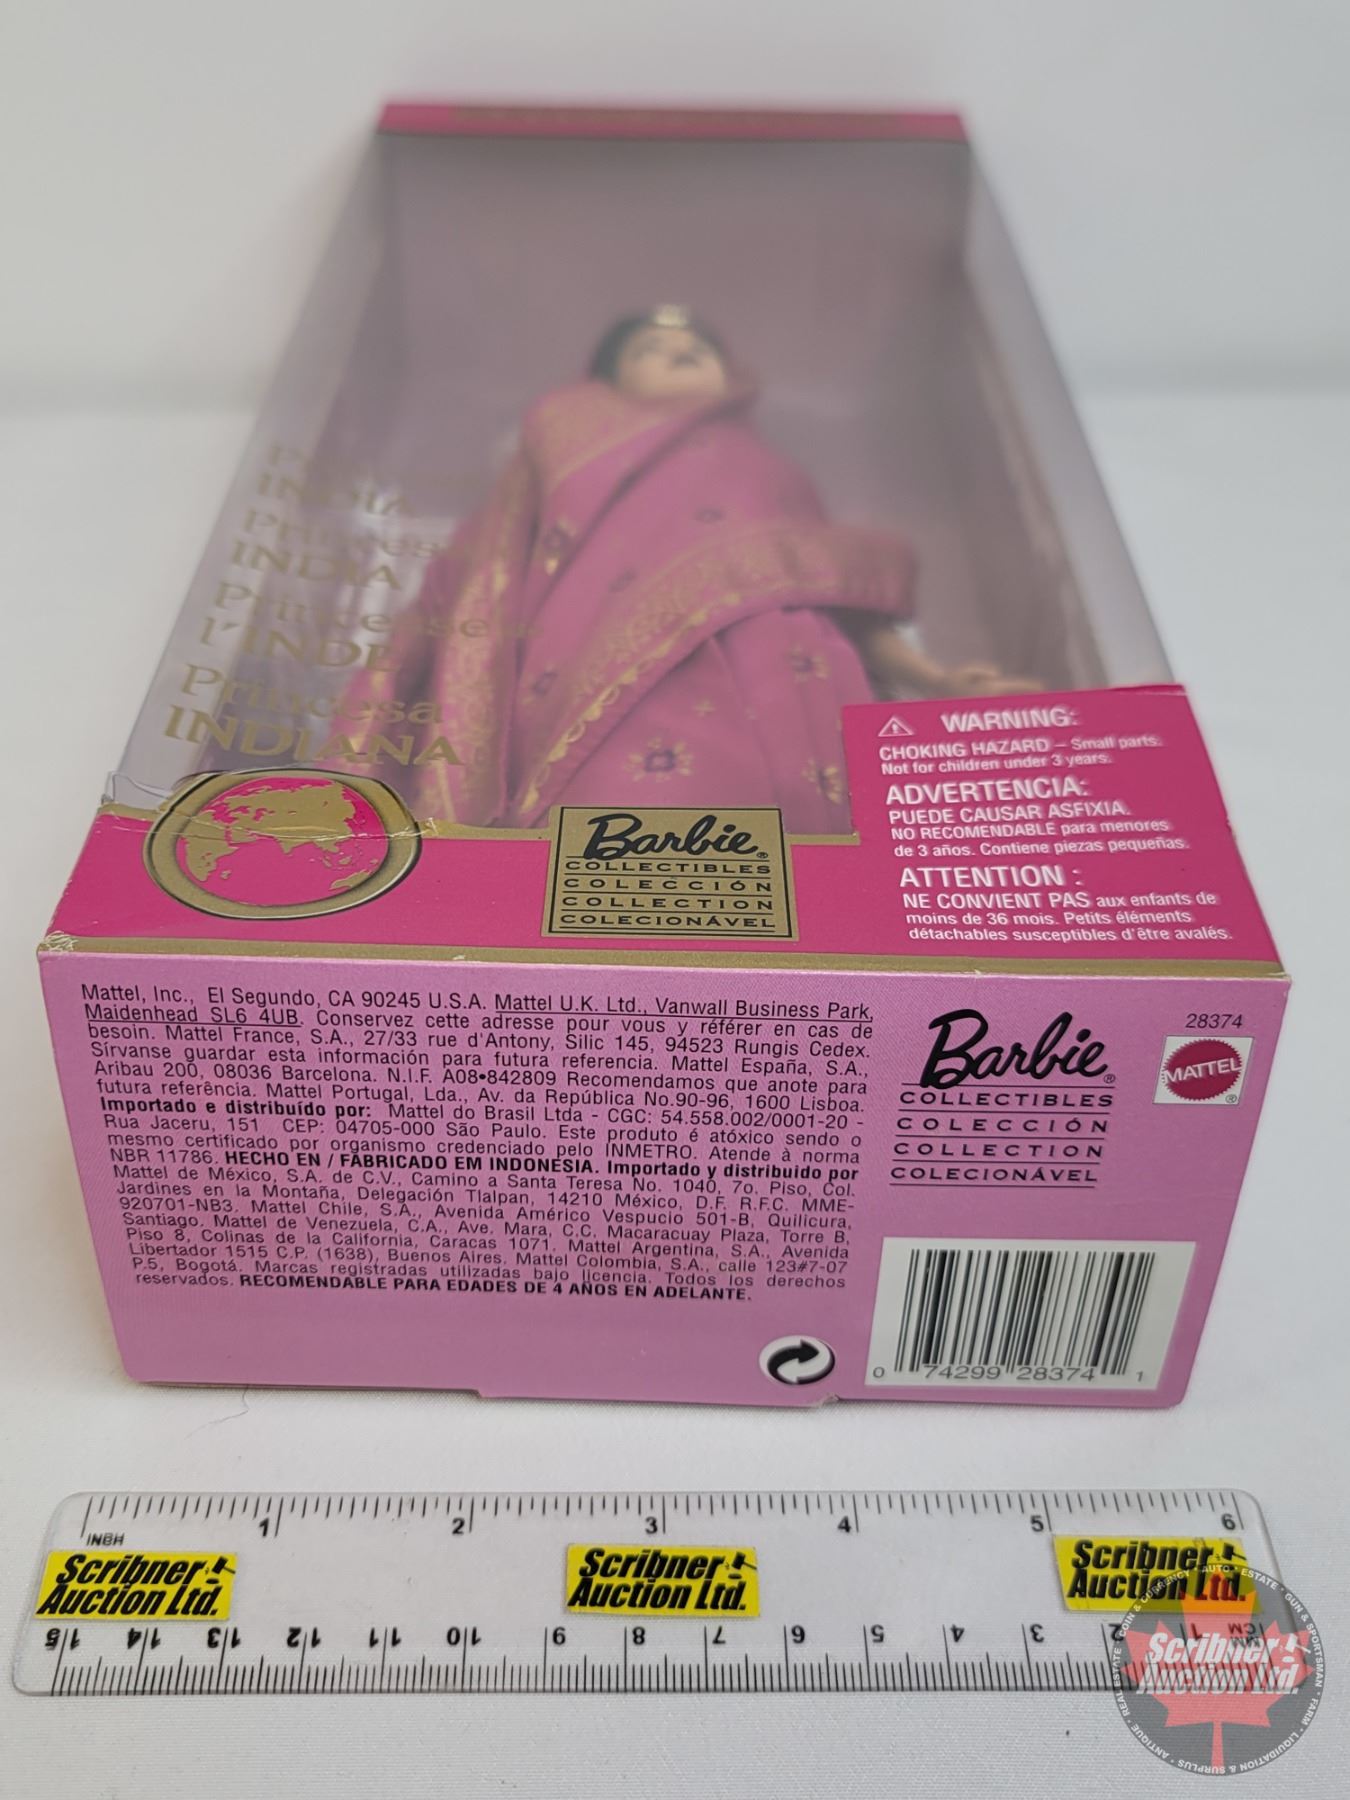 INDIA
Princess
INDIA
Princesse de
l'INDE
Princesa
INDIANA
Barbie®
COLLECTIBLES
COLECCIÓN
COLLECTION
COLECIONÁVEL
WARNING:
CHOKING HAZARD – Small parts.
Not for children under 3 years.
ADVERTENCIA:
PUEDE CAUSAR ASFIXIA.
NO RECOMENDABLE para menores
de 3 años. Contiene piezas pequeñas.
ATTENTION :
NE CONVIENT PAS aux enfants de
moins de 36 mois. Petits éléments
détachables susceptibles d'être avalés.
Mattel, Inc., El Segundo, CA 90245 U.S.A. Mattel U.K. Ltd., Vanwall Business Park,
Maidenhead SL6 4UB. Conservez cette adresse pour vous y référer en cas de
besoin. Mattel France, S.A., 27/33 rue d'Antony, Silic 145, 94523 Rungis Cedex.
Sírvanse guardar esta información para futura referencia. Mattel España, S.A.,
Aribau 200, 08036 Barcelona. N.I.F. A08•842809 Recomendamos que anote para
futura referência. Mattel Portugal, Lda., Av. da República No.90-96, 1600 Lisboa.
Importado e distribuído por: Mattel do Brasil Ltda - CGC: 54.558.002/0001-20 -
Rua Jaceru, 151 CEP: 04705-000 São Paulo. Este produto é atóxico sendo o
mesmo certificado por organismo credenciado pelo INMETRO. Atende à norma
NBR 11786. HECHO EN / FABRICADO EM INDONESIA. Importado y distribuido por
Mattel de México, S.A. de C.V., Camino a Santa Teresa No. 1040, 7o. Piso, Col.
Jardines en la Montaña, Delegación Tlalpan, 14210 México, D.F. R.F.C. MME-
920701-NB3. Mattel Chile, S.A., Avenida Américo Vespucio 501-B, Quilicura,
Santiago. Mattel de Venezuela, C.A., Ave. Mara, C.C. Macaracuay Plaza, Torre B,
Piso 8, Colinas de la California, Caracas 1071. Mattel Argentina, S.A., Avenida
Libertador 1515 C.P. (1638), Buenos Aires. Mattel Colombia, S.A., calle 123#7-07
P.5, Bogotá. Marcas registradas utilizadas bajo licencia. Todos los derechos
reservados. RECOMENDABLE PARA EDADES DE 4 AÑOS EN ADELANTE.
Barbie®
COLLECTIBLES
COLECCIÓN
COLLECTION
COLECIONÁVEL
28374
MATTEL®
0 74299 28374 1
1 2 3 4 5 6
INBH
Scribner
Auction Ltd.
Scribner
Auction Ltd.
Scribner
Auction Ltd.
15 14 13 12 11 10 9 8 7 6 5 4 3 2 1
MM
CM
Scribner
Auction Ltd.
REAL ESTATE · COIN & CURRENCY · AUTO · ESTATE · GUN & SPORTSMAN · FARM · LIQUIDATION & SURPLUS · ANTIQUE